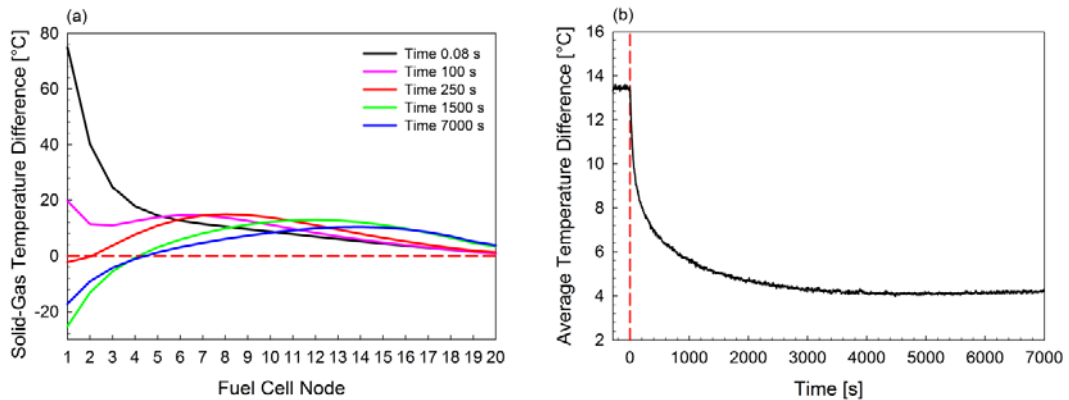 (a)
Solid-Gas Temperature Difference [°C]
80
60
40
20
0
-20
Time 0.08 s
Time 100 s
Time 250 s
Time 1500 s
Time 7000 s
1 2 3 4 5 6 7 8 9 10 11 12 13 14 15 16 17 18 19 20
Fuel Cell Node
(b)
Average Temperature Difference [°C]
16
14
12
10
8
6
4
2
0 1000 2000 3000 4000 5000 6000 7000
Time [s]